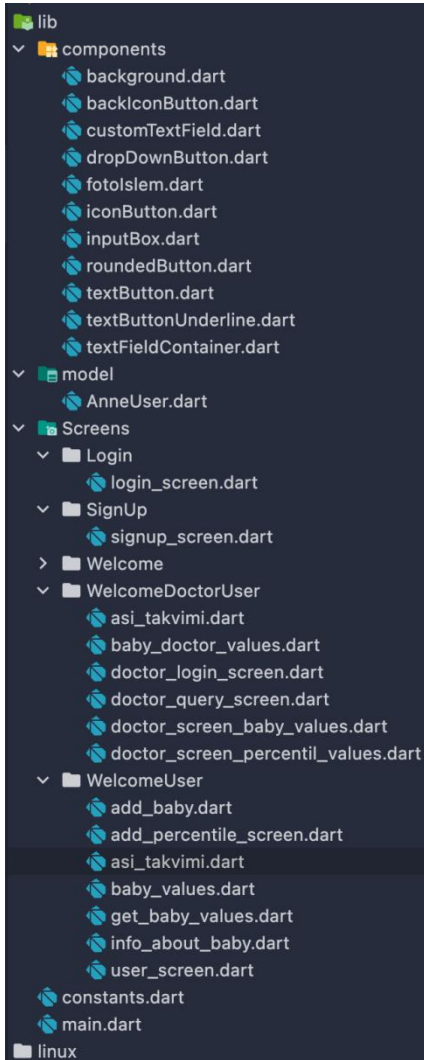 lib
components
background.dart
backIconButton.dart
customTextField.dart
dropDownButton.dart
fotoIslem.dart
iconButton.dart
inputBox.dart
roundedButton.dart
textButton.dart
textButtonUnderline.dart
textFieldContainer.dart
model
AnneUser.dart
Screens
Login
login_screen.dart
SignUp
signup_screen.dart
Welcome
WelcomeDoctorUser
asi_takvimi.dart
baby_doctor_values.dart
doctor_login_screen.dart
doctor_query_screen.dart
doctor_screen_baby_values.dart
doctor_screen_percentil_values.dart
WelcomeUser
add_baby.dart
add_percentile_screen.dart
asi_takvimi.dart
baby_values.dart
get_baby_values.dart
info_about_baby.dart
user_screen.dart
constants.dart
main.dart
linux